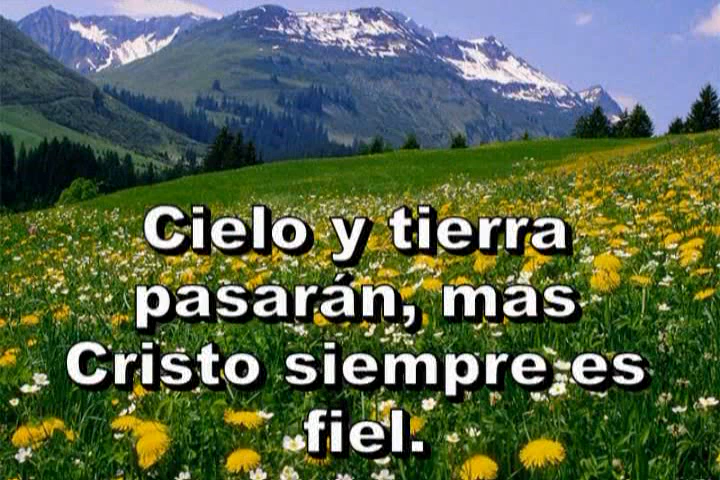 Cielo y tierra
pasarán, mas
Cristo siempre es
fiel.